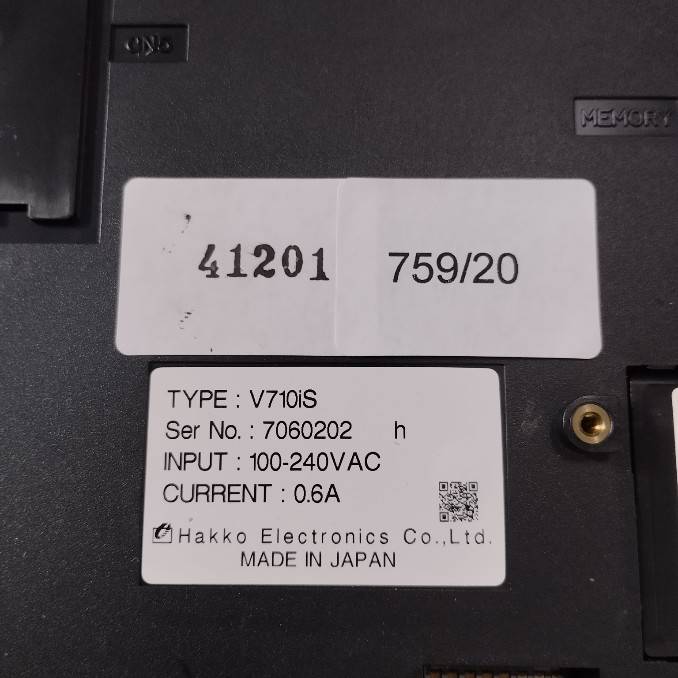 CN5
MEMORY
41201 759/20
TYPE : V710iS
Ser No. : 7060202 h
INPUT : 100-240VAC
CURRENT : 0.6A
Hakko Electronics Co.,Ltd.
MADE IN JAPAN